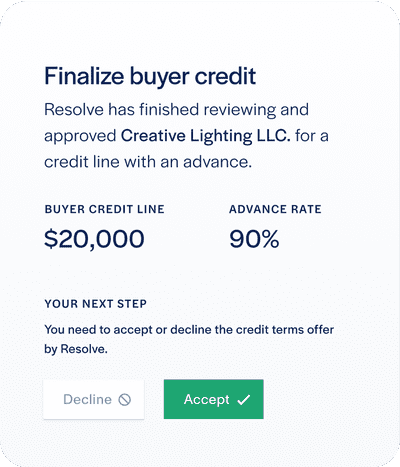 Finalize buyer credit
Resolve has finished reviewing and
approved Creative Lighting LLC. for a
credit line with an advance.
BUYER CREDIT LINE ADVANCE RATE
$20,000 90%
YOUR NEXT STEP
You need to accept or decline the credit terms offer
by Resolve.
Decline Accept